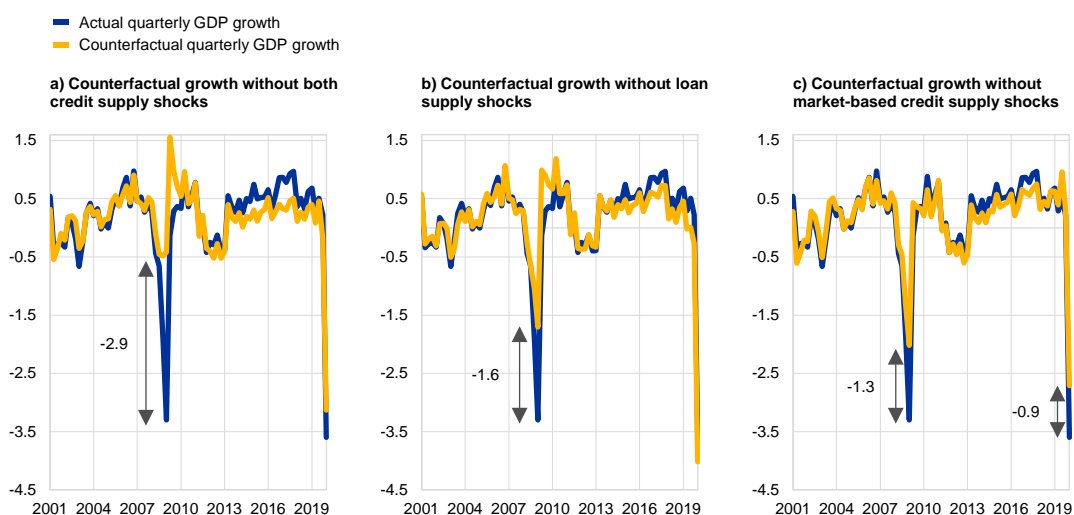 Actual quarterly GDP growth
Counterfactual quarterly GDP growth
a) Counterfactual growth without both
credit supply shocks
1.5
0.5
-0.5
-1.5
-2.5
-3.5
-4.5
-2.9
2001 2004 2007 2010 2013 2016 2019
b) Counterfactual growth without loan
supply shocks
1.5
0.5
-0.5
-1.5
-2.5
-3.5
-4.5
-1.6
2001 2004 2007 2010 2013 2016 2019
c) Counterfactual growth without
market-based credit supply shocks
1.5
0.5
-0.5
-1.5
-2.5
-3.5
-4.5
-1.3
-0.9
2001 2004 2007 2010 2013 2016 2019